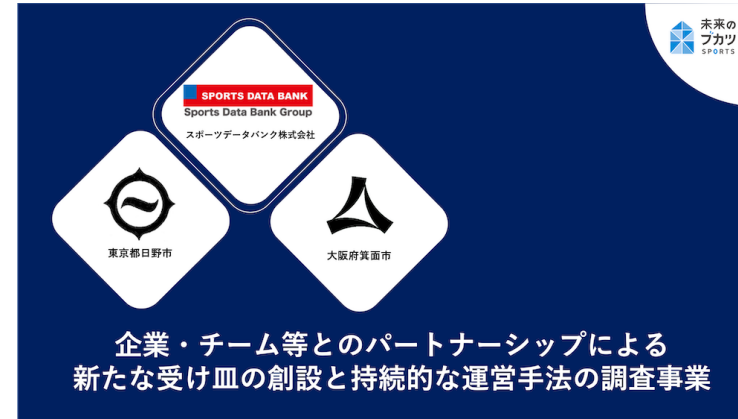 未来の
ブカツ
SPORTS
SPORTS DATA BANK
Sports Data Bank Group
スポーツデータバンク株式会社
東京都日野市
大阪府箕面市
企業・チーム等とのパートナーシップによる
新たな受け皿の創設と持続的な運営手法の調査事業